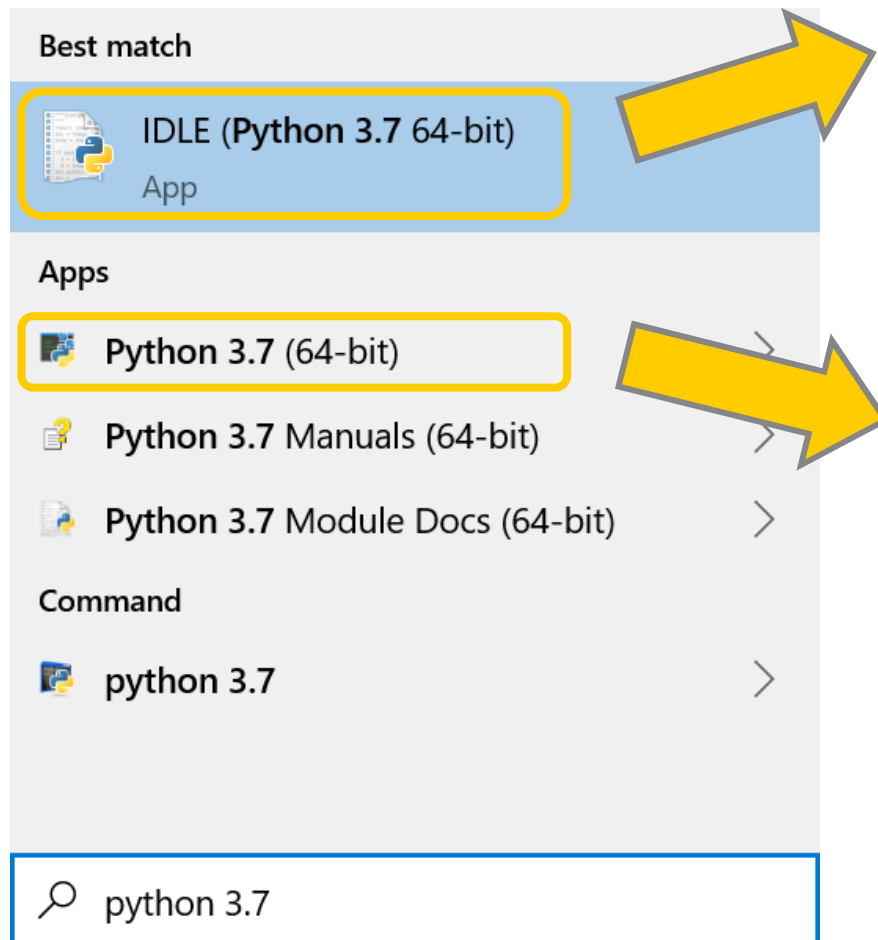 Best match
IDLE (Python 3.7 64-bit)
App
Apps
Python 3.7 (64-bit)
Python 3.7 Manuals (64-bit)
Python 3.7 Module Docs (64-bit)
Command
python 3.7
python 3.7